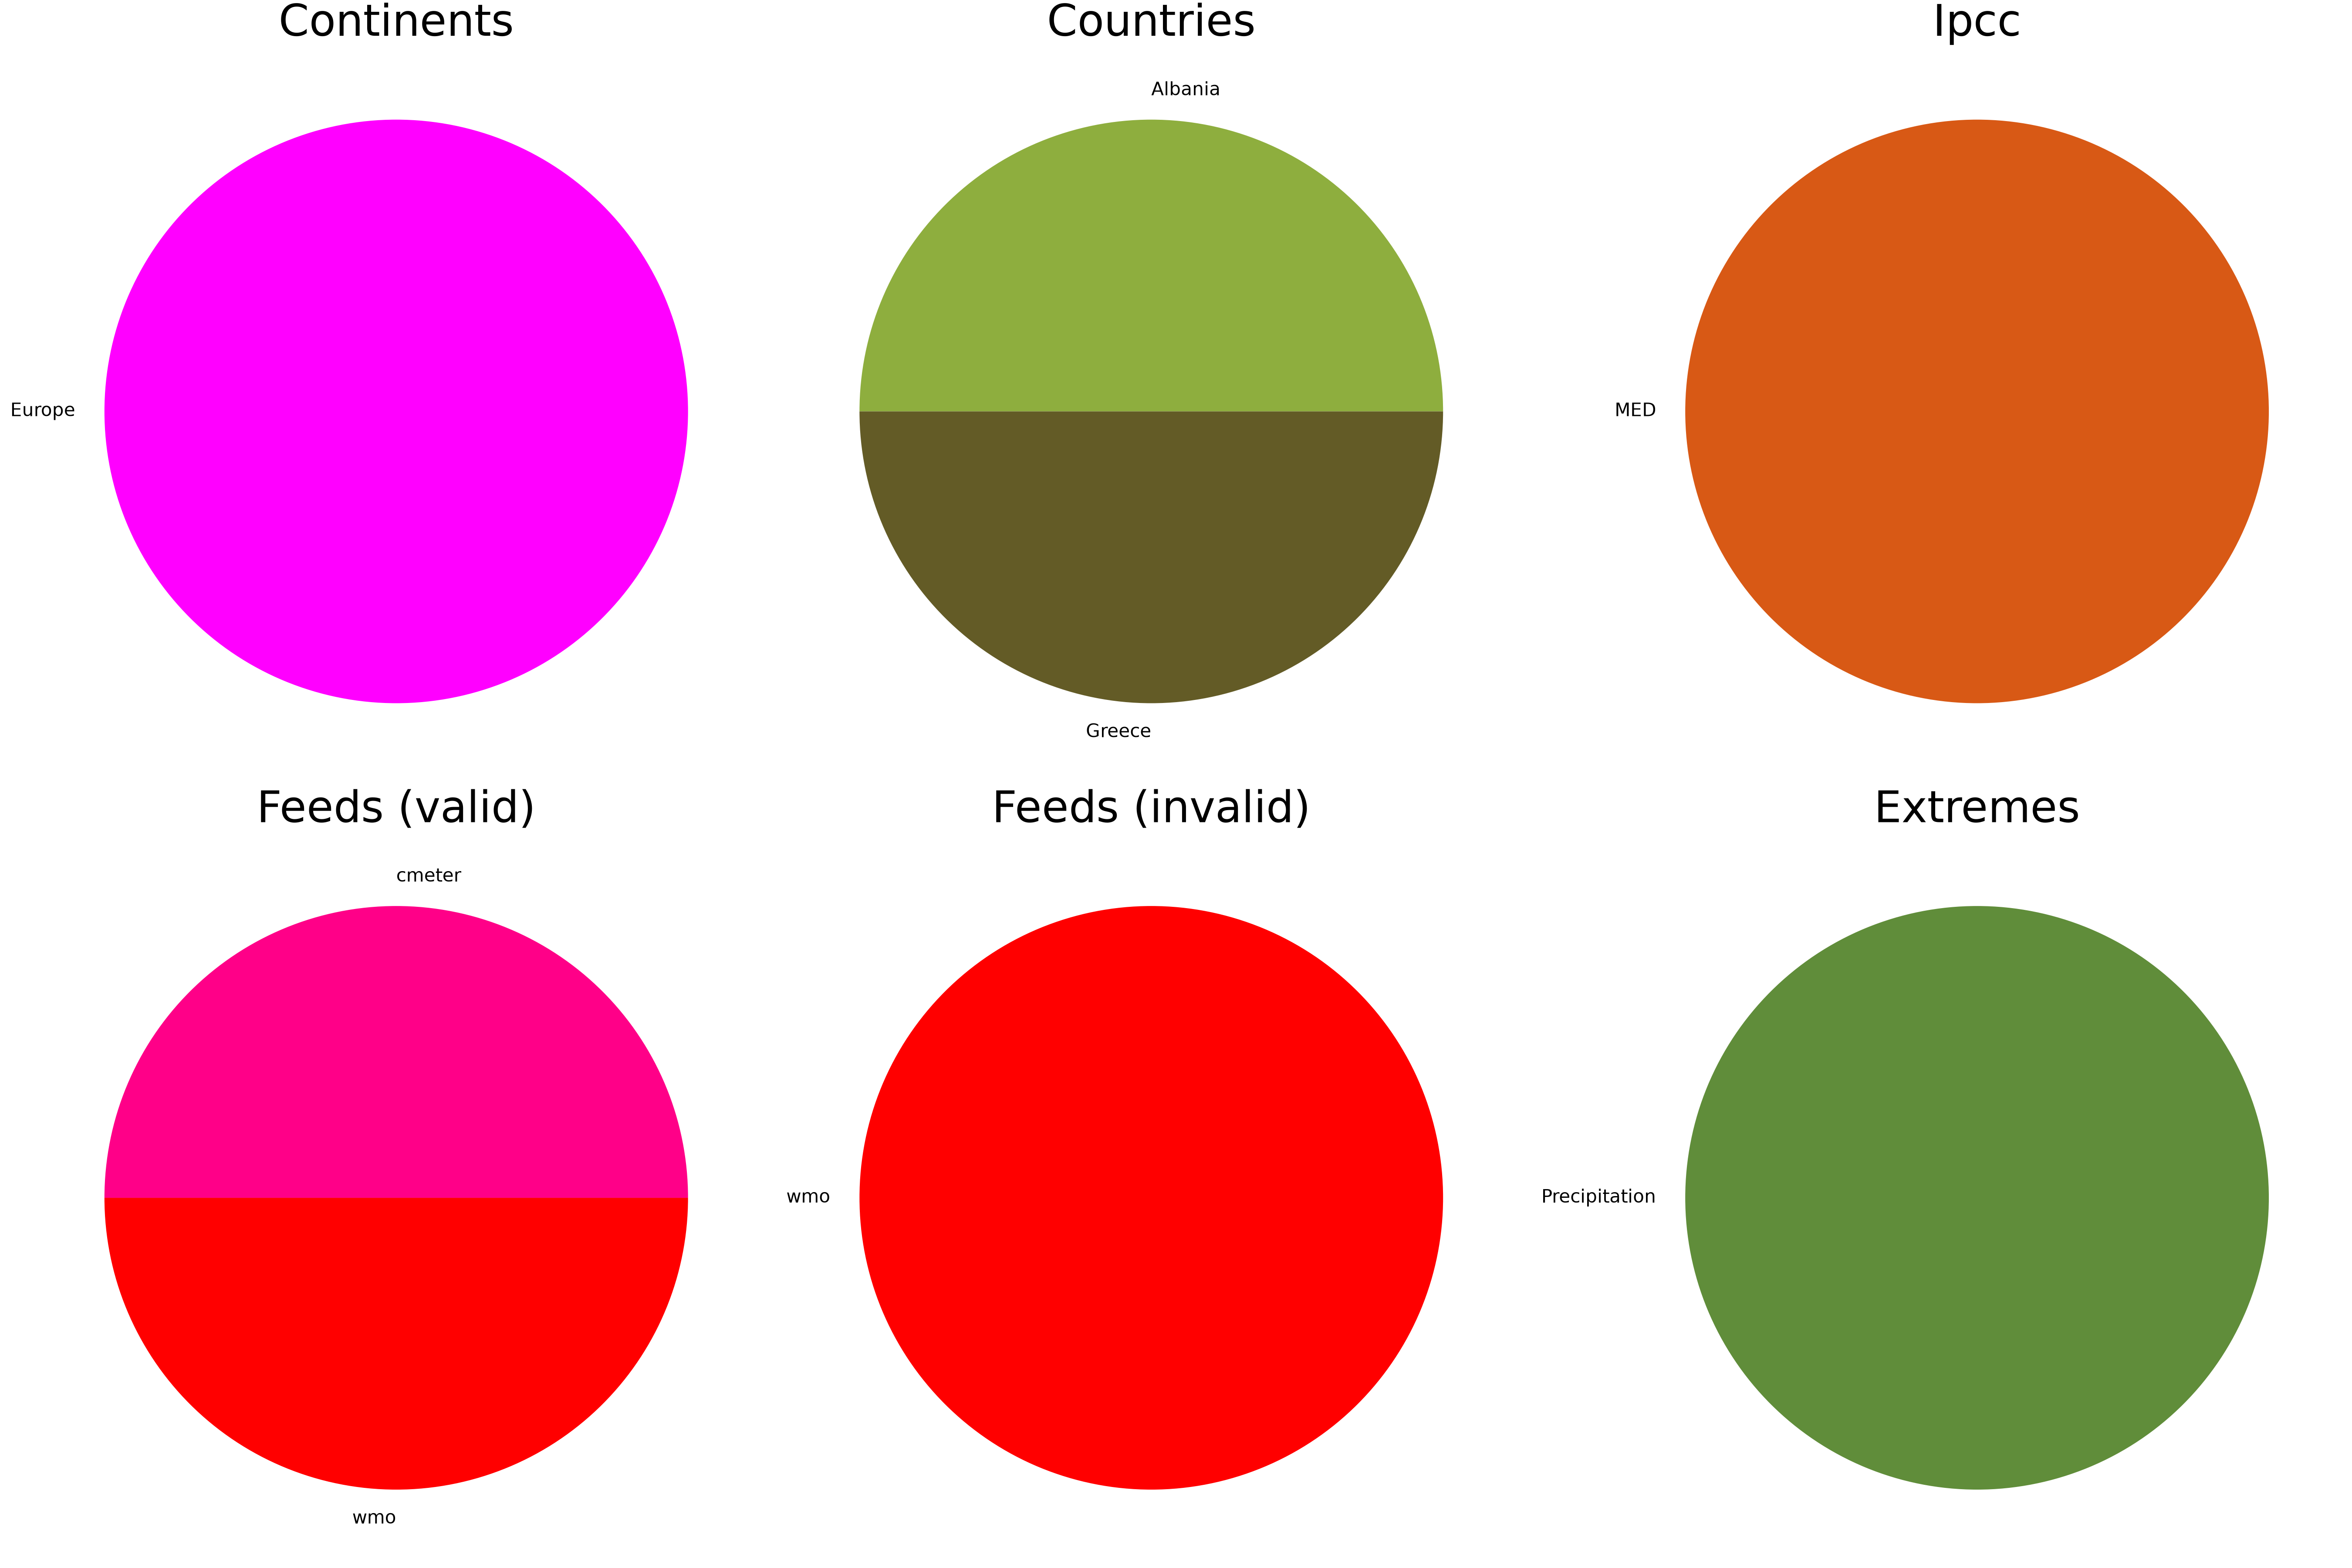 Continents
Europe
Countries
Albania
Greece
Ipcc
MED
Feeds (valid)
cmeter
wmo
Feeds (invalid)
wmo
Extremes
Precipitation